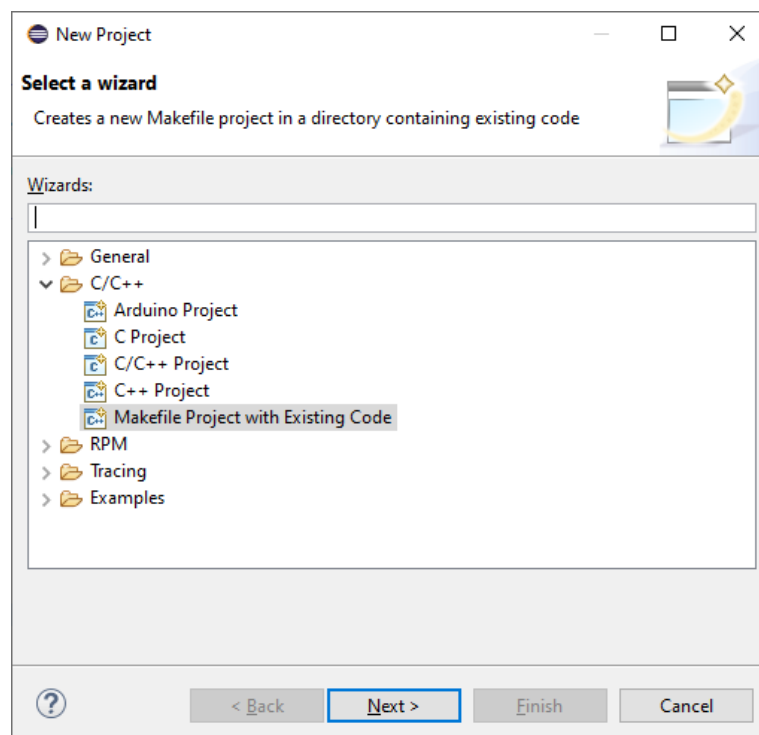 New Project
Select a wizard
Creates a new Makefile project in a directory containing existing code
Wizards:
General
C/C++
Arduino Project
C Project
C/C++ Project
C++ Project
Makefile Project with Existing Code
RPM
Tracing
Examples
? < Back Next > Finish Cancel